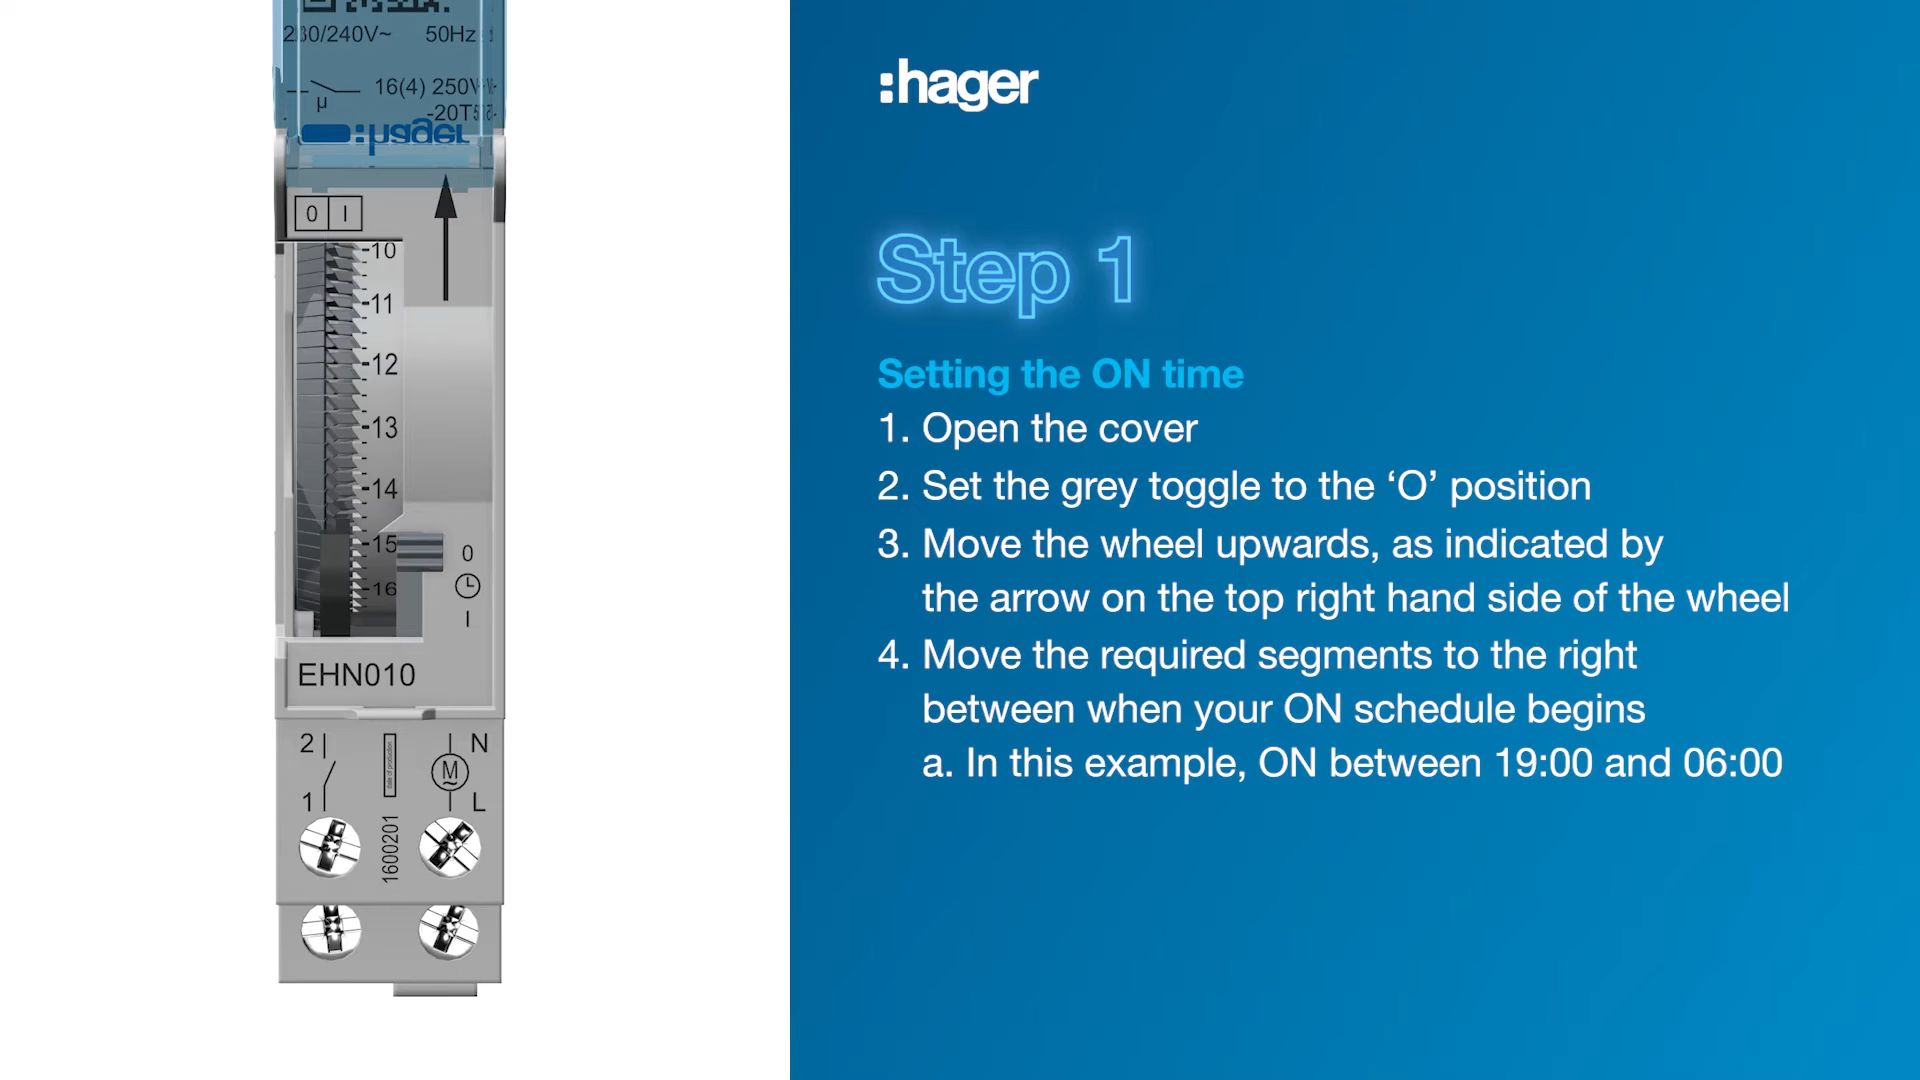 230/240V~ 50Hz
16(4) 250V~
µ
-20T55
:hager
0 I
10
11
12
13
14
15
16
0
I
EHN010
2 N
M
1 L
date of production
1600201
:hager
Step 1
Setting the ON time
1. Open the cover
2. Set the grey toggle to the ‘O’ position
3. Move the wheel upwards, as indicated by
the arrow on the top right hand side of the wheel
4. Move the required segments to the right
between when your ON schedule begins
a. In this example, ON between 19:00 and 06:00